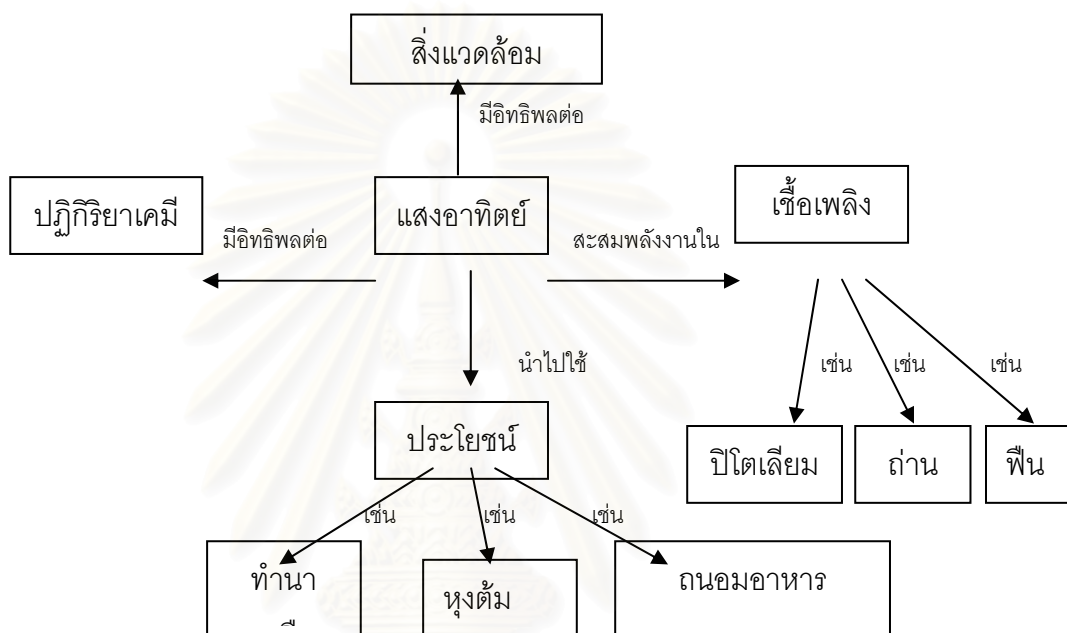 สิ่งแวดล้อม
มีอิทธิพลต่อ
ปฏิกิริยาเคมี
แสงอาทิตย์
เชื้อเพลิง
มีอิทธิพลต่อ
สะสมพลังงานใน
นำไปใช้
เช่น
เช่น
เช่น
ประโยชน์
ปิโตเลียม
ถ่าน
ฟืน
เช่น
เช่น
เช่น
ทำนา
หุงต้ม
ถนอมอาหาร